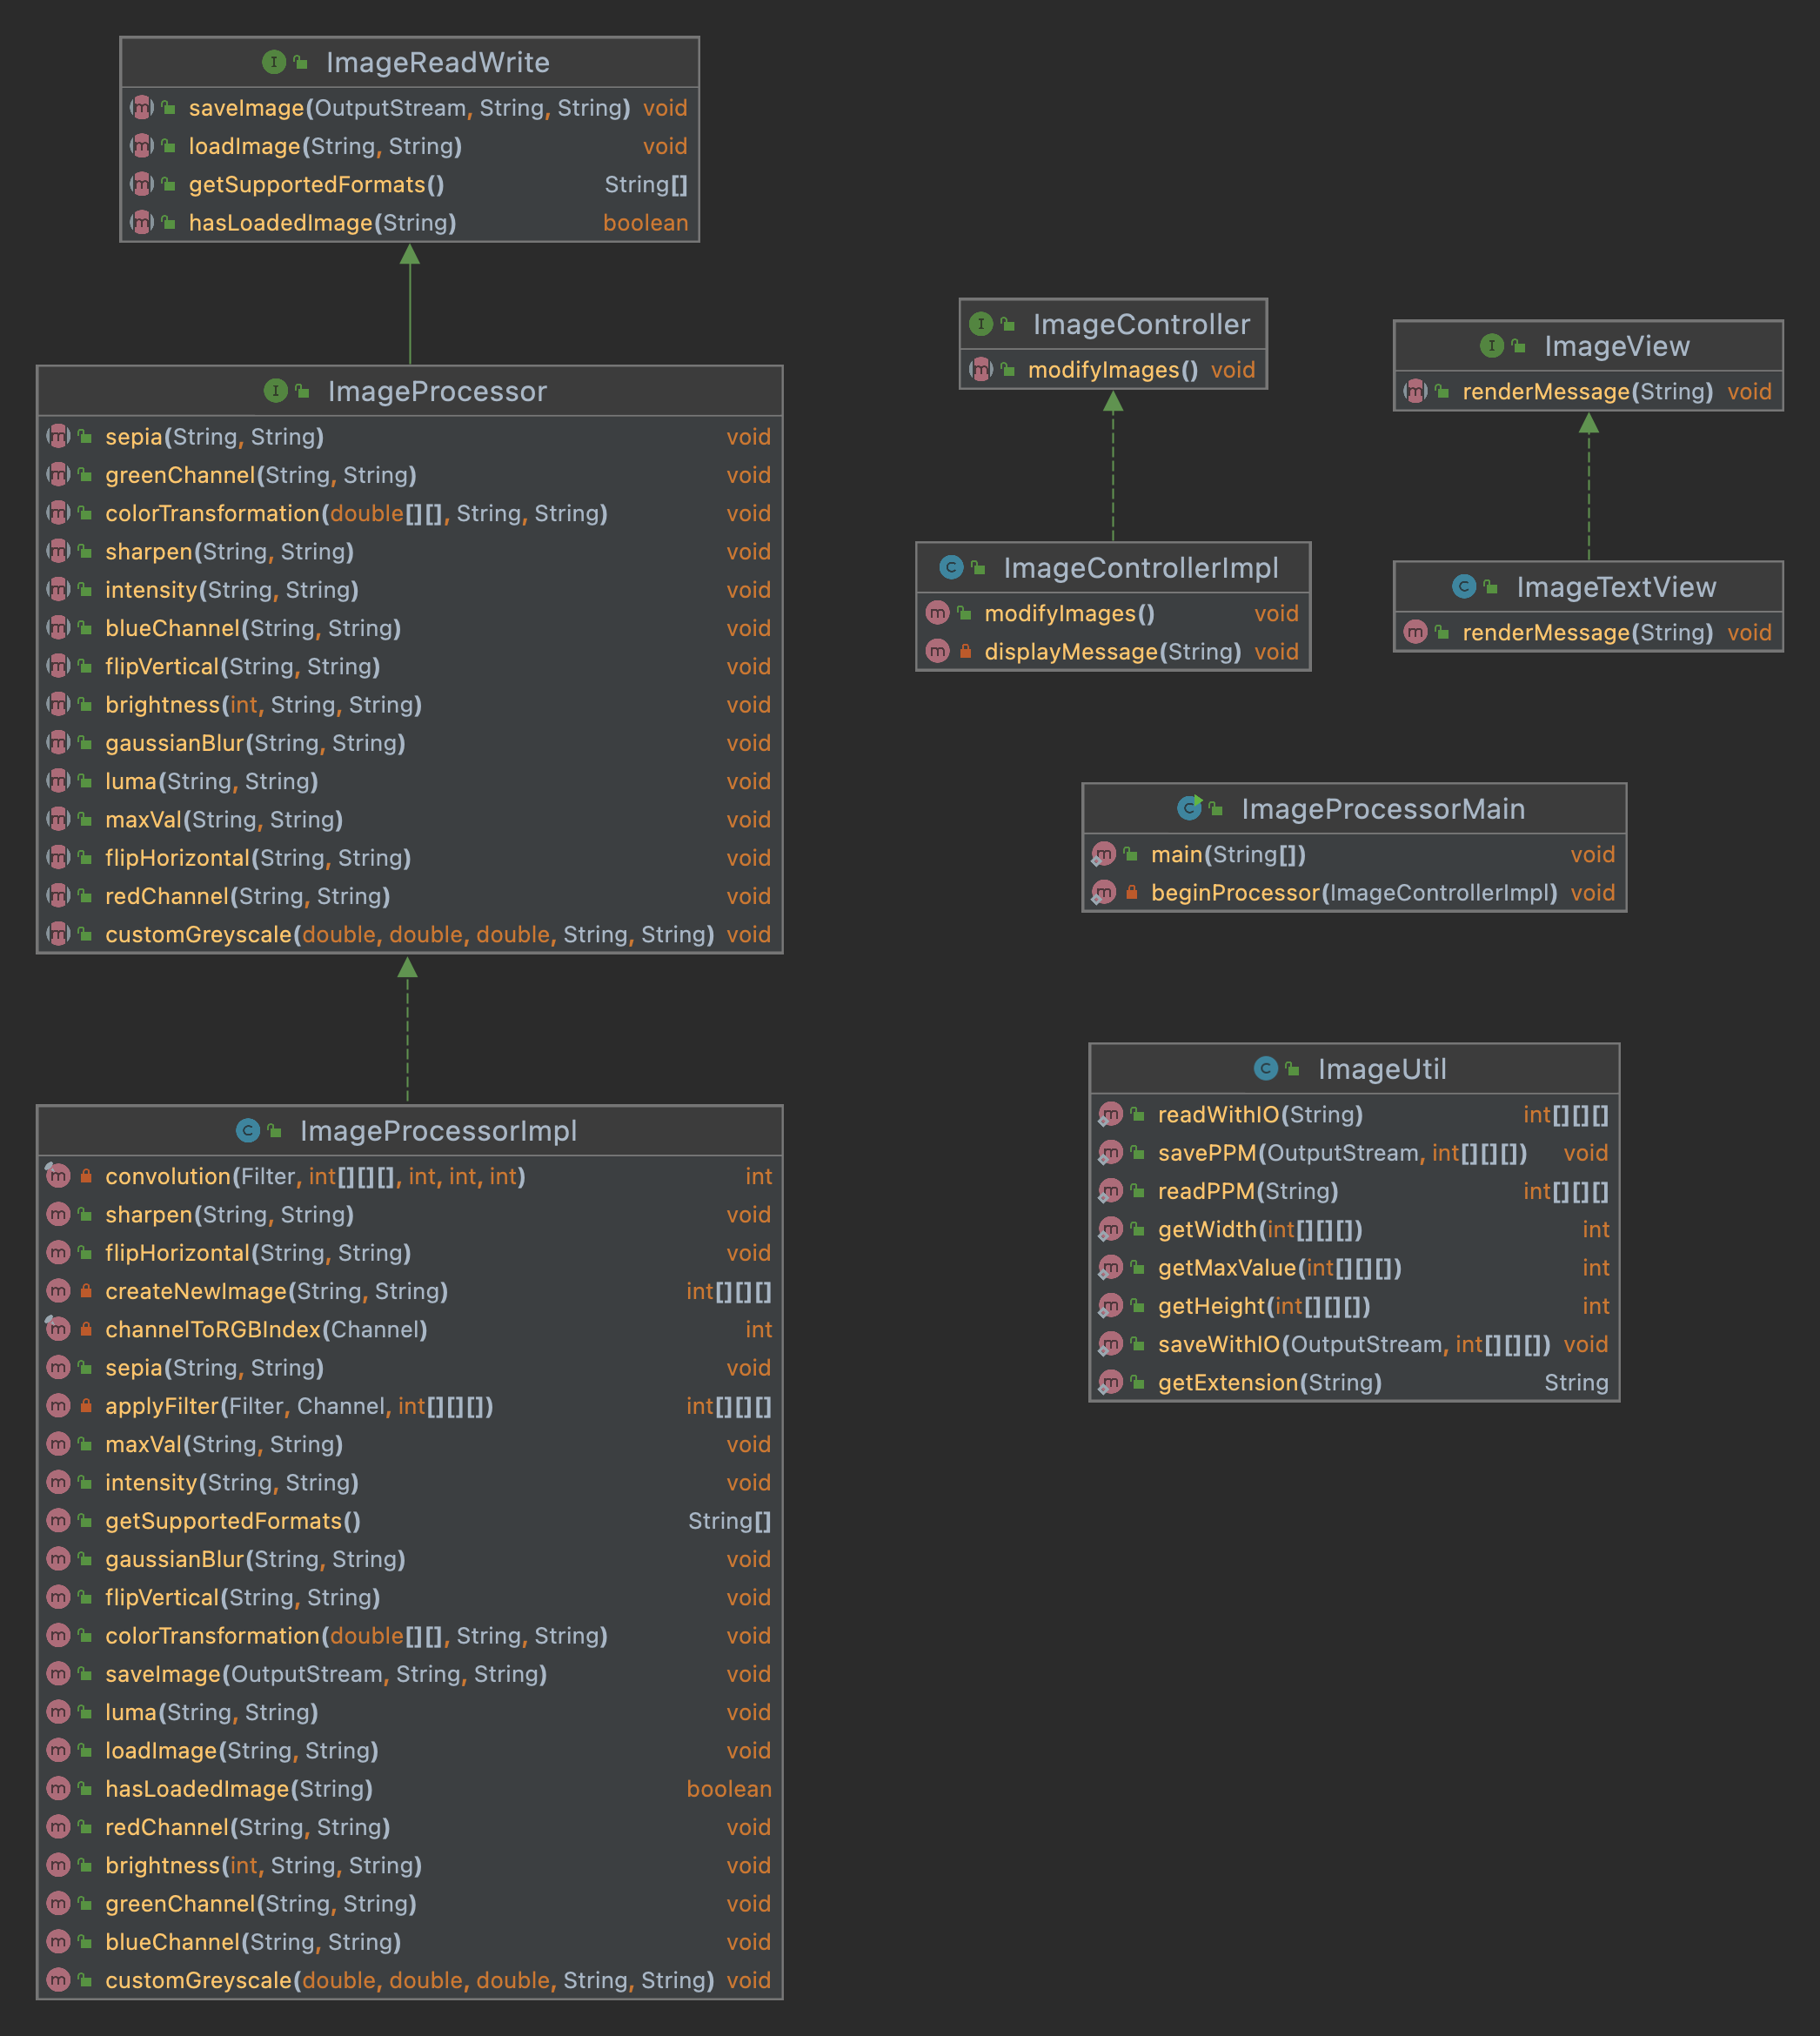 ImageReadWrite
saveImage(OutputStream, String, String) void
loadImage(String, String) void
getSupportedFormats() String[]
hasLoadedImage(String) boolean
ImageProcessor
sepia(String, String) void
greenChannel(String, String) void
colorTransformation(double[][], String, String) void
sharpen(String, String) void
intensity(String, String) void
blueChannel(String, String) void
flipVertical(String, String) void
brightness(int, String, String) void
gaussianBlur(String, String) void
luma(String, String) void
maxVal(String, String) void
flipHorizontal(String, String) void
redChannel(String, String) void
customGreyscale(double, double, double, String, String) void
ImageProcessorImpl
convolution(Filter, int[][][], int, int, int) int
sharpen(String, String) void
flipHorizontal(String, String) void
createNewImage(String, String) int[][][]
channelToRGBIndex(Channel) int
sepia(String, String) void
applyFilter(Filter, Channel, int[][][]) int[][][]
maxVal(String, String) void
intensity(String, String) void
getSupportedFormats() String[]
gaussianBlur(String, String) void
flipVertical(String, String) void
colorTransformation(double[][], String, String) void
saveImage(OutputStream, String, String) void
luma(String, String) void
loadImage(String, String) void
hasLoadedImage(String) boolean
redChannel(String, String) void
brightness(int, String, String) void
greenChannel(String, String) void
blueChannel(String, String) void
customGreyscale(double, double, double, String, String) void
ImageController
modifyImages() void
ImageControllerImpl
modifyImages() void
displayMessage(String) void
ImageView
renderMessage(String) void
ImageTextView
renderMessage(String) void
ImageProcessorMain
main(String[]) void
beginProcessor(ImageControllerImpl) void
ImageUtil
readWithIO(String) int[][][]
savePPM(OutputStream, int[][][]) void
readPPM(String) int[][][]
getWidth(int[][][]) int
getMaxValue(int[][][]) int
getHeight(int[][][]) int
saveWithIO(OutputStream, int[][][]) void
getExtension(String) String